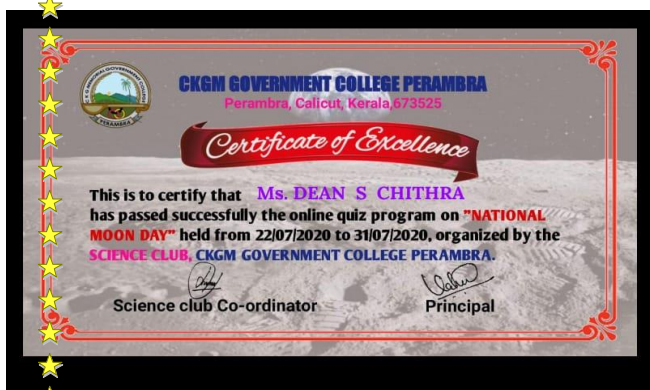 CKGM GOVERNMENT COLLEGE PERAMBRA
Perambra, Calicut, Kerala,673525
Certificate of Excellence
This is to certify that Ms. DEAN S CHITHRA
has passed successfully the online quiz program on "NATIONAL
MOON DAY" held from 22/07/2020 to 31/07/2020, organized by the
SCIENCE CLUB, CKGM GOVERNMENT COLLEGE PERAMBRA.
Science club Co-ordinator
Principal
PERAMBRA